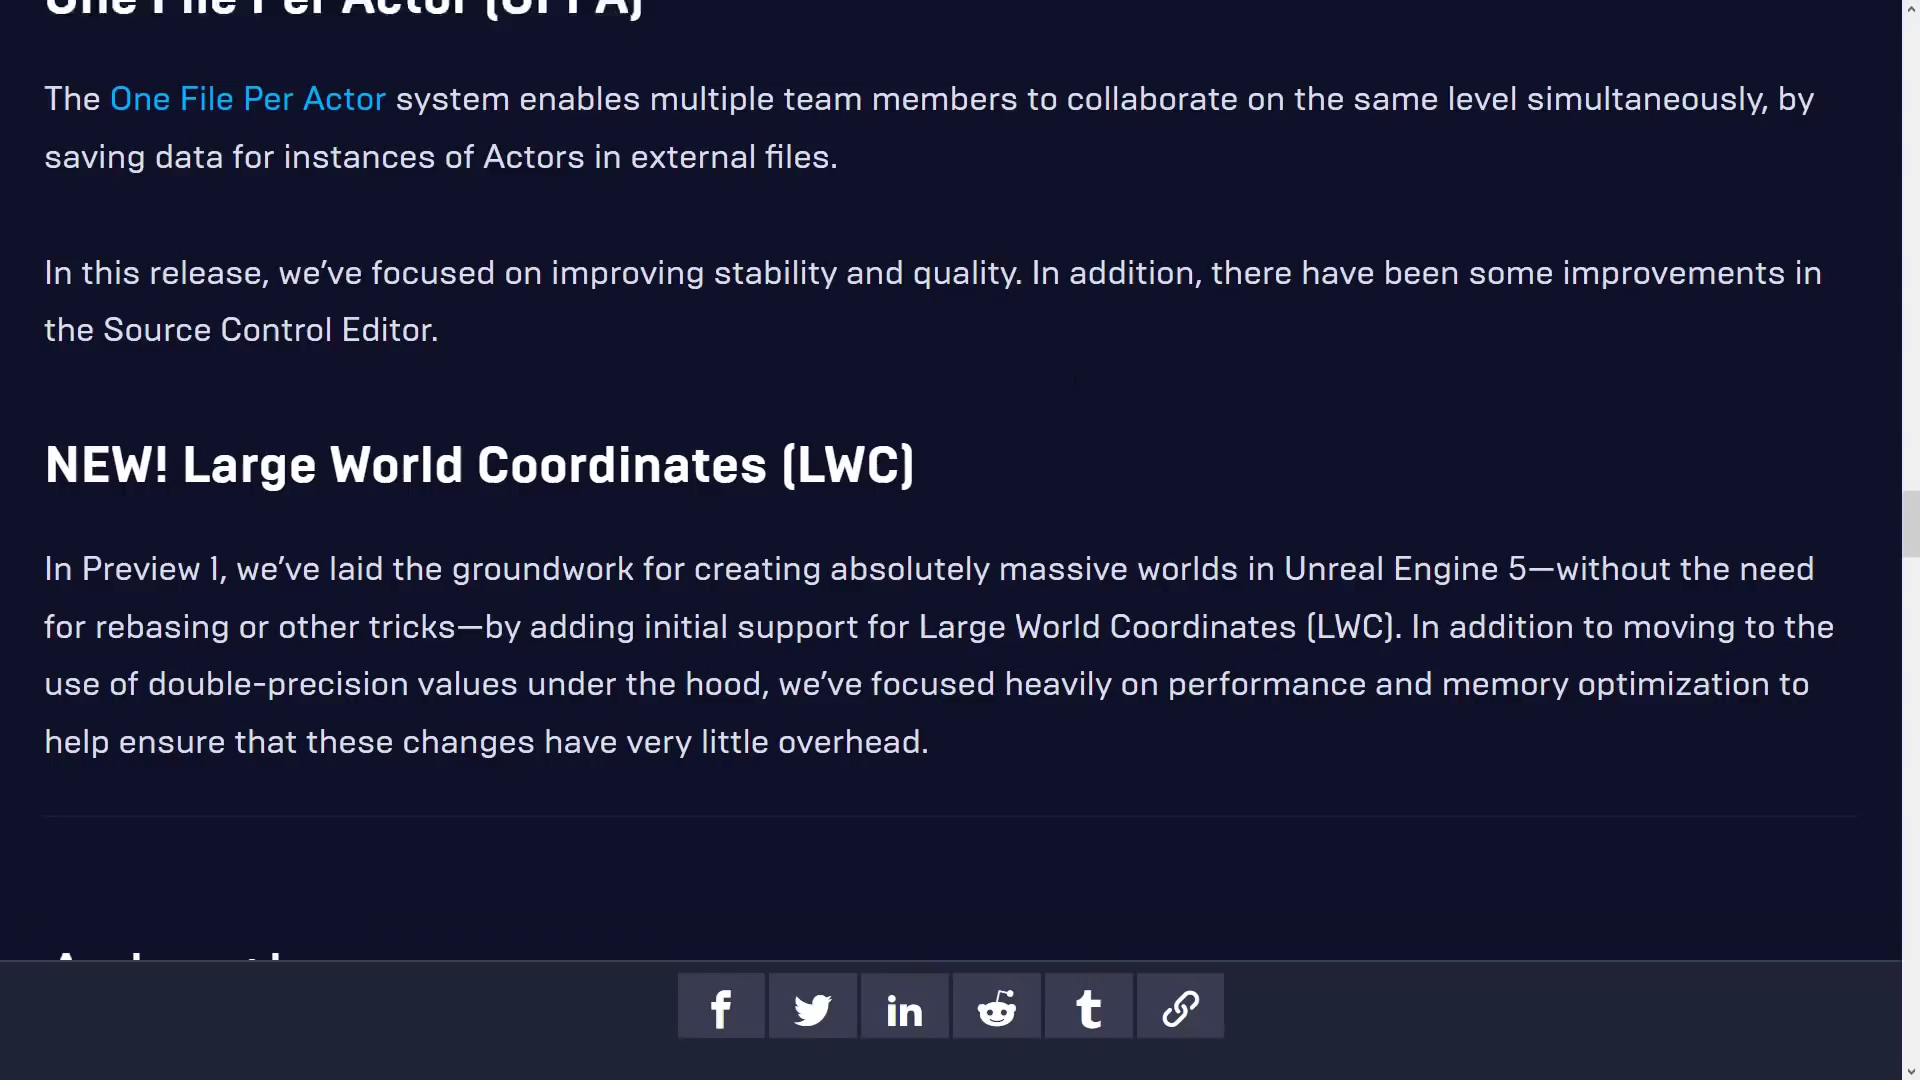 One File Per Actor (OFPA)
The One File Per Actor system enables multiple team members to collaborate on the same level simultaneously, by
saving data for instances of Actors in external files.
In this release, we’ve focused on improving stability and quality. In addition, there have been some improvements in
the Source Control Editor.
NEW! Large World Coordinates (LWC)
In Preview 1, we’ve laid the groundwork for creating absolutely massive worlds in Unreal Engine 5—without the need
for rebasing or other tricks—by adding initial support for Large World Coordinates (LWC). In addition to moving to the
use of double-precision values under the hood, we’ve focused heavily on performance and memory optimization to
help ensure that these changes have very little overhead.